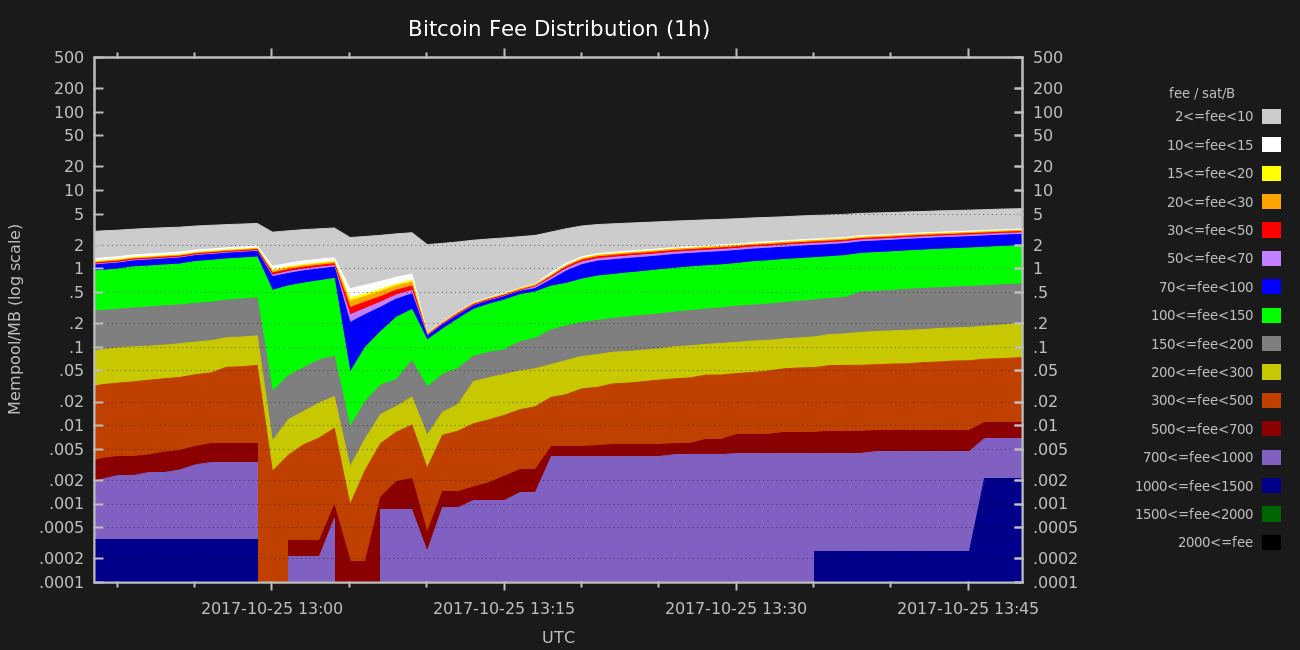 Bitcoin Fee Distribution (1h)
Mempool/MB (log scale)
500
200
100
50
20
10
5
2
1
.5
.2
.1
.05
.02
.01
.005
.002
.001
.0005
.0002
.0001
500
200
100
50
20
10
5
2
1
.5
.2
.1
.05
.02
.01
.005
.002
.001
.0005
.0002
.0001
2017-10-25 13:00
2017-10-25 13:15
2017-10-25 13:30
2017-10-25 13:45
UTC
fee / sat/B
2<=fee<10
10<=fee<15
15<=fee<20
20<=fee<30
30<=fee<50
50<=fee<70
70<=fee<100
100<=fee<150
150<=fee<200
200<=fee<300
300<=fee<500
500<=fee<700
700<=fee<1000
1000<=fee<1500
1500<=fee<2000
2000<=fee